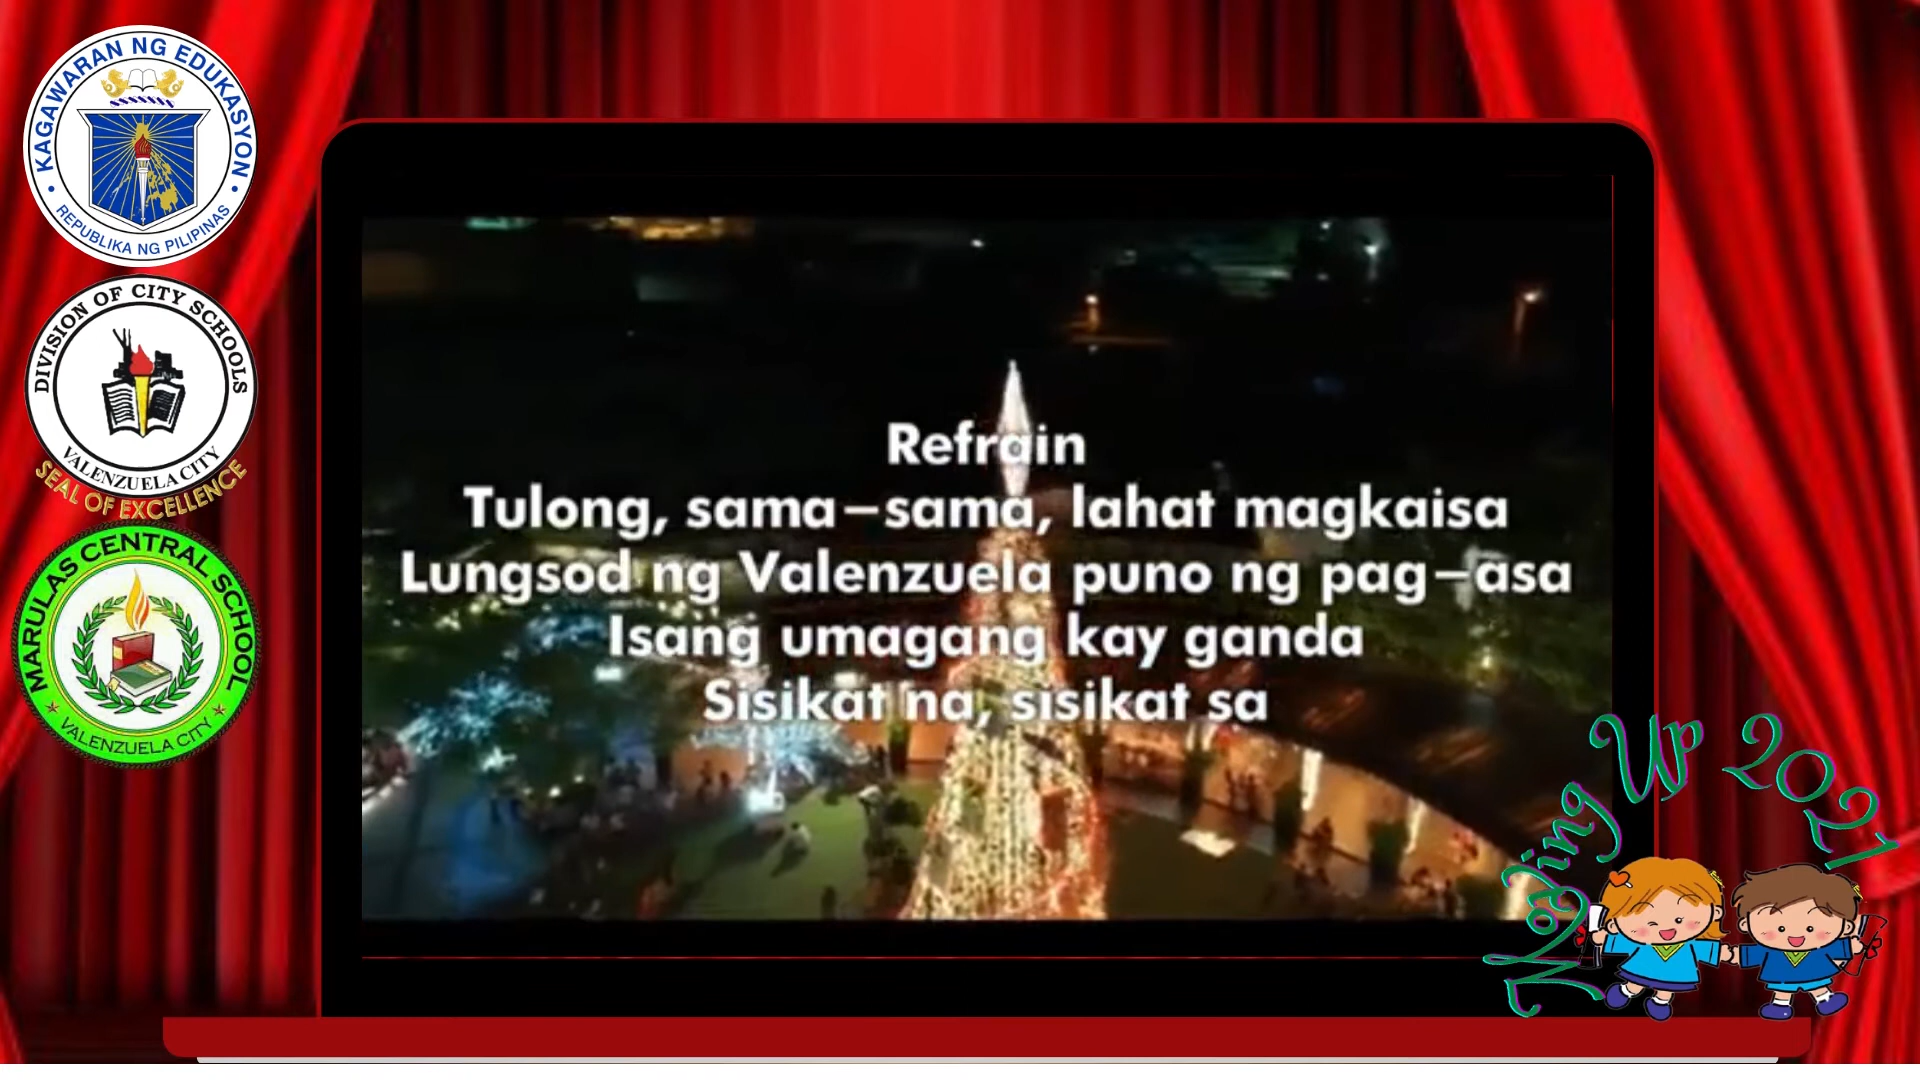 KAGAWARAN NG EDUKASYON
REPUBLIKA NG PILIPINAS
DIVISION OF CITY SCHOOLS
VALENZUELA CITY
SEAL OF EXCELLENCE
MARULAS CENTRAL SCHOOL
VALENZUELA CITY
Refrain
Tulong, sama-sama, lahat magkaisa
Lungsod ng Valenzuela puno ng pag-asa
Isang umagang kay ganda
Sisikat na, sisikat sa
Moving Up 2021